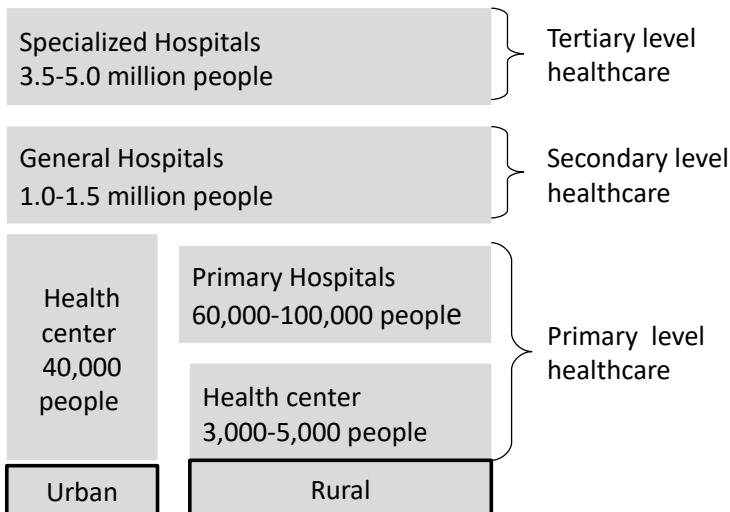 Specialized Hospitals
3.5-5.0 million people
Tertiary level
healthcare
General Hospitals
1.0-1.5 million people
Secondary level
healthcare
Health
center
40,000
people
Primary Hospitals
60,000-100,000 people
Health center
3,000-5,000 people
Primary level
healthcare
Urban
Rural